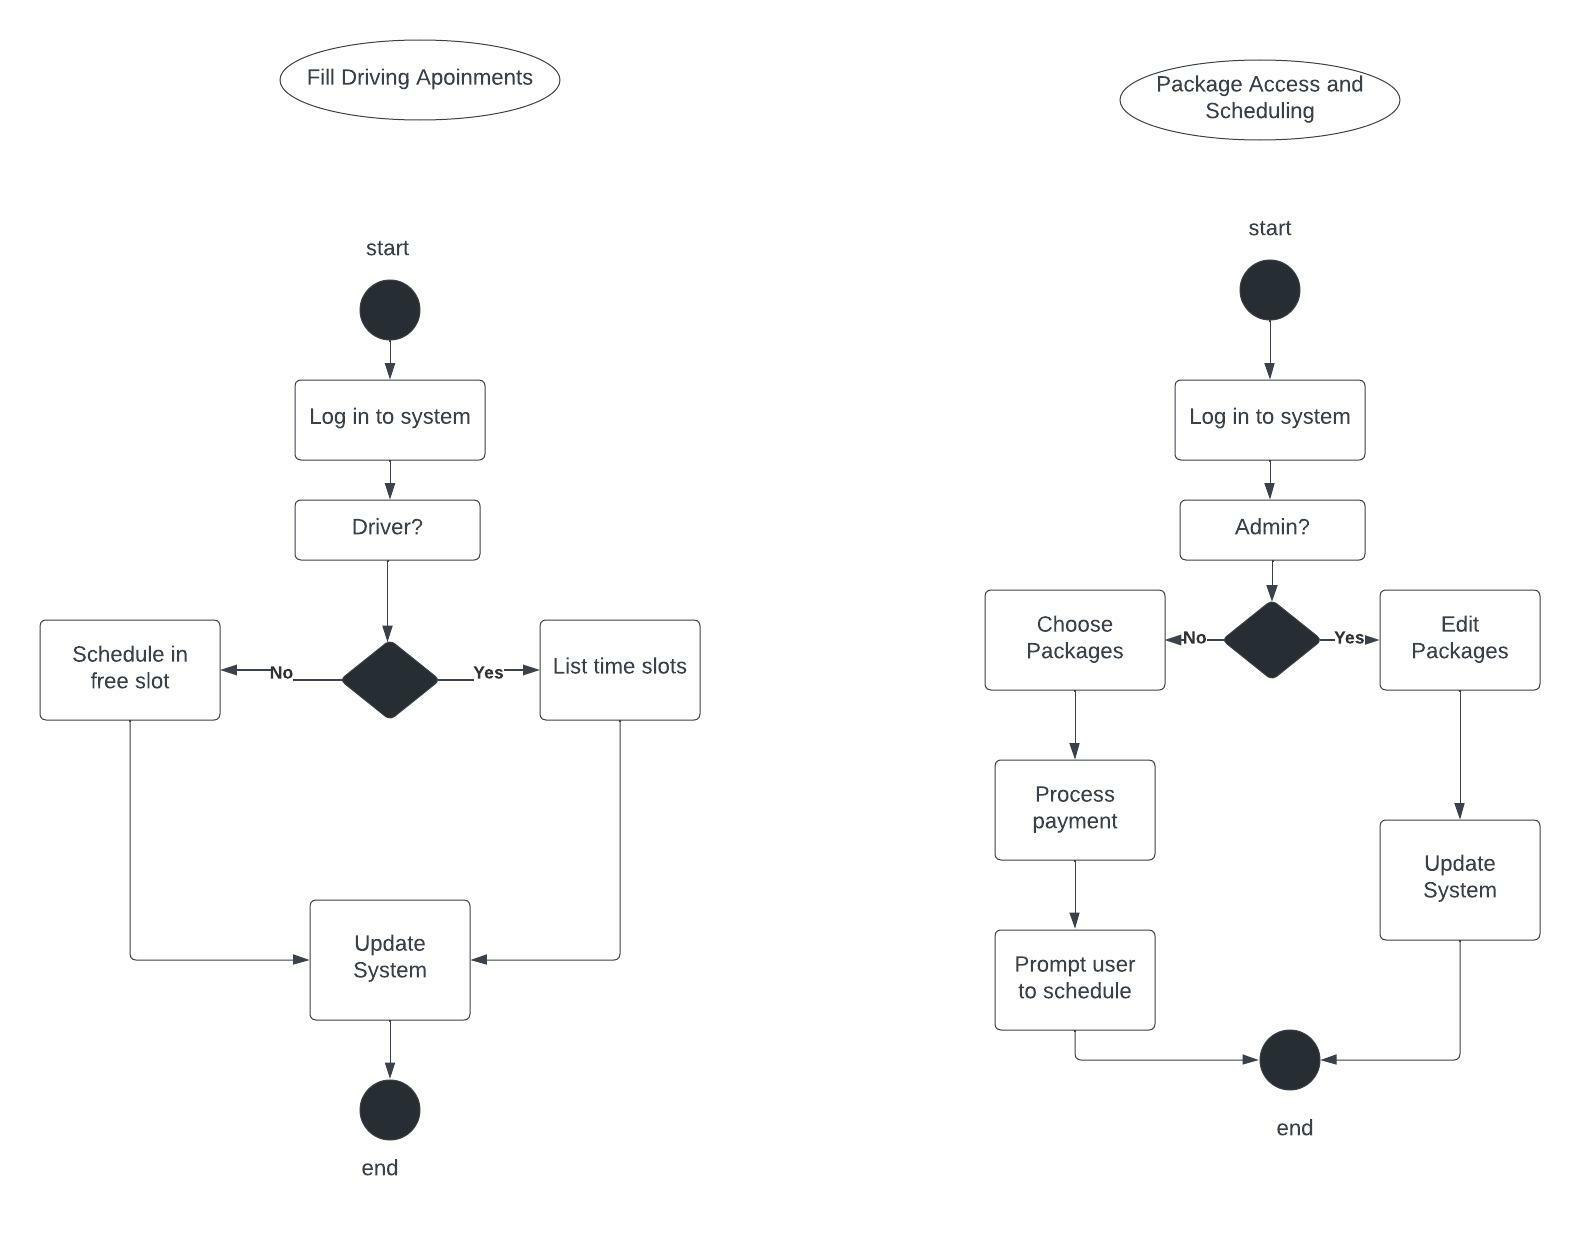 Fill Driving Apoinments
start
Log in to system
Driver?
No
Yes
Schedule in
free slot
List time slots
Update
System
end
Package Access and
Scheduling
start
Log in to system
Admin?
No
Yes
Choose
Packages
Edit
Packages
Process
payment
Update
System
Prompt user
to schedule
end